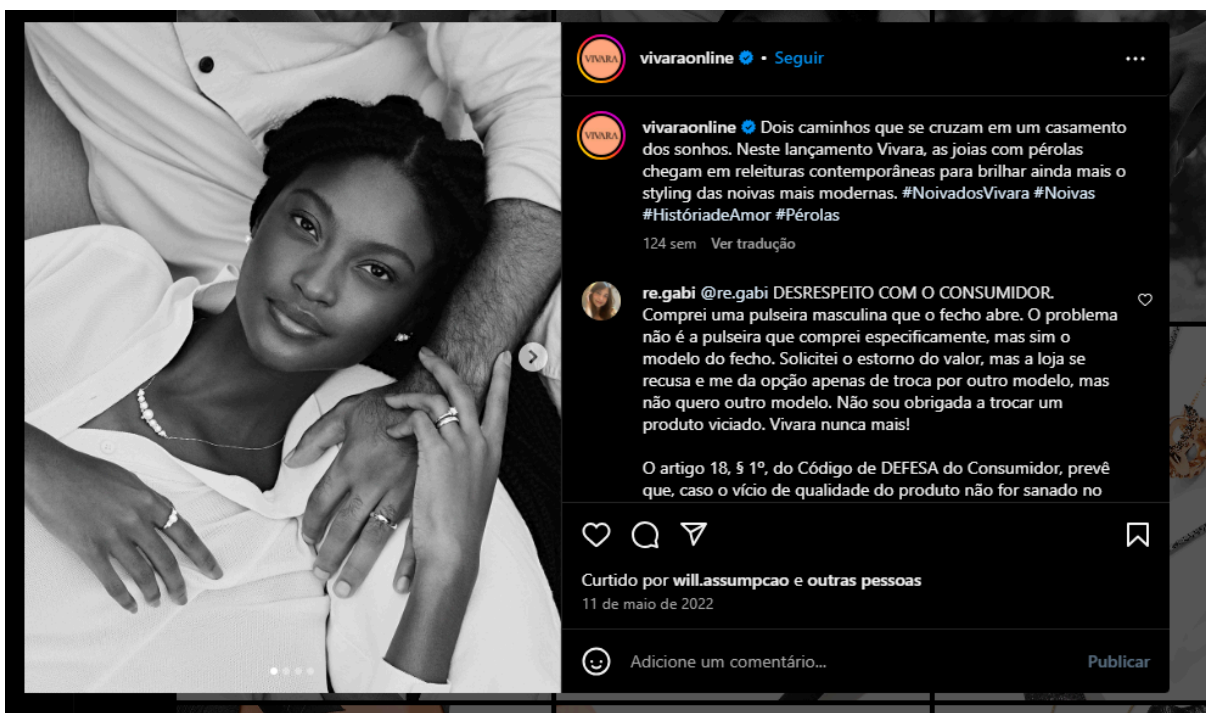 VIVARA
vivaraonline • Seguir
VIVARA
vivaraonline Dois caminhos que se cruzam em um casamento
dos sonhos. Neste lançamento Vivara, as joias com pérolas
chegam em releituras contemporâneas para brilhar ainda mais o
styling das noivas mais modernas. #NoivadosVivara #Noivas
#HistóriadeAmor #Pérolas
124 sem Ver tradução
re.gabi @re.gabi DESRESPEITO COM O CONSUMIDOR.
Comprei uma pulseira masculina que o fecho abre. O problema
não é a pulseira que comprei especificamente, mas sim o
modelo do fecho. Solicitei o estorno do valor, mas a loja se
recusa e me da opção apenas de troca por outro modelo, mas
não quero outro modelo. Não sou obrigada a trocar um
produto viciado. Vivara nunca mais!
O artigo 18, § 1º, do Código de DEFESA do Consumidor, prevê
que, caso o vício de qualidade do produto não for sanado no
Curtido por will.assumpcao e outras pessoas
11 de maio de 2022
Adicione um comentário... Publicar